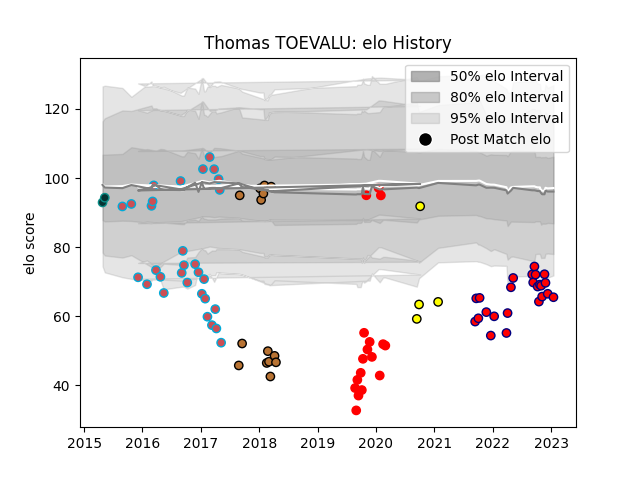 Thomas TOEVALU: elo History
50% elo Interval
80% elo Interval
95% elo Interval
Post Match elo
elo score
120
100
80
60
40
2015 2016 2017 2018 2019 2020 2021 2022 2023